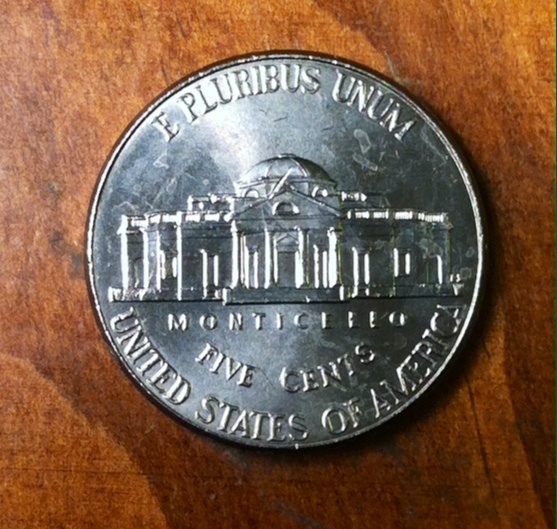 E PLURIBUS UNUM
MONTICELLO
FIVE CENTS
UNITED STATES OF AMERICA